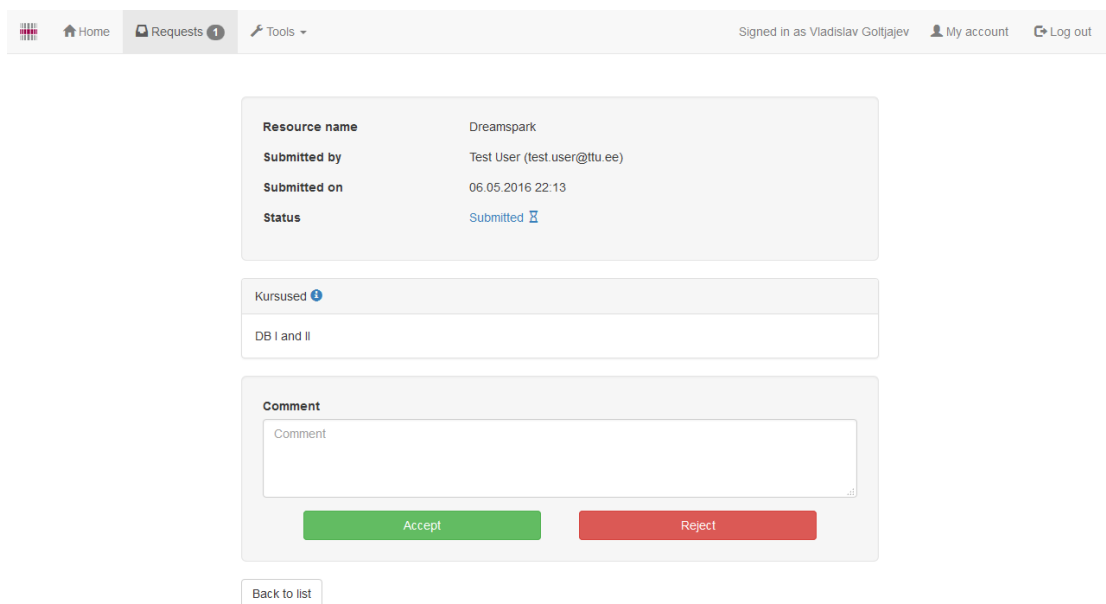 Home Requests 1 Tools Signed in as Vladislav Goltjajev My account Log out
Resource name Dreamspark
Submitted by Test User (test.user@ttu.ee)
Submitted on 06.05.2016 22:13
Status Submitted
Kursused
DB I and II
Comment
Comment
Accept Reject
Back to list